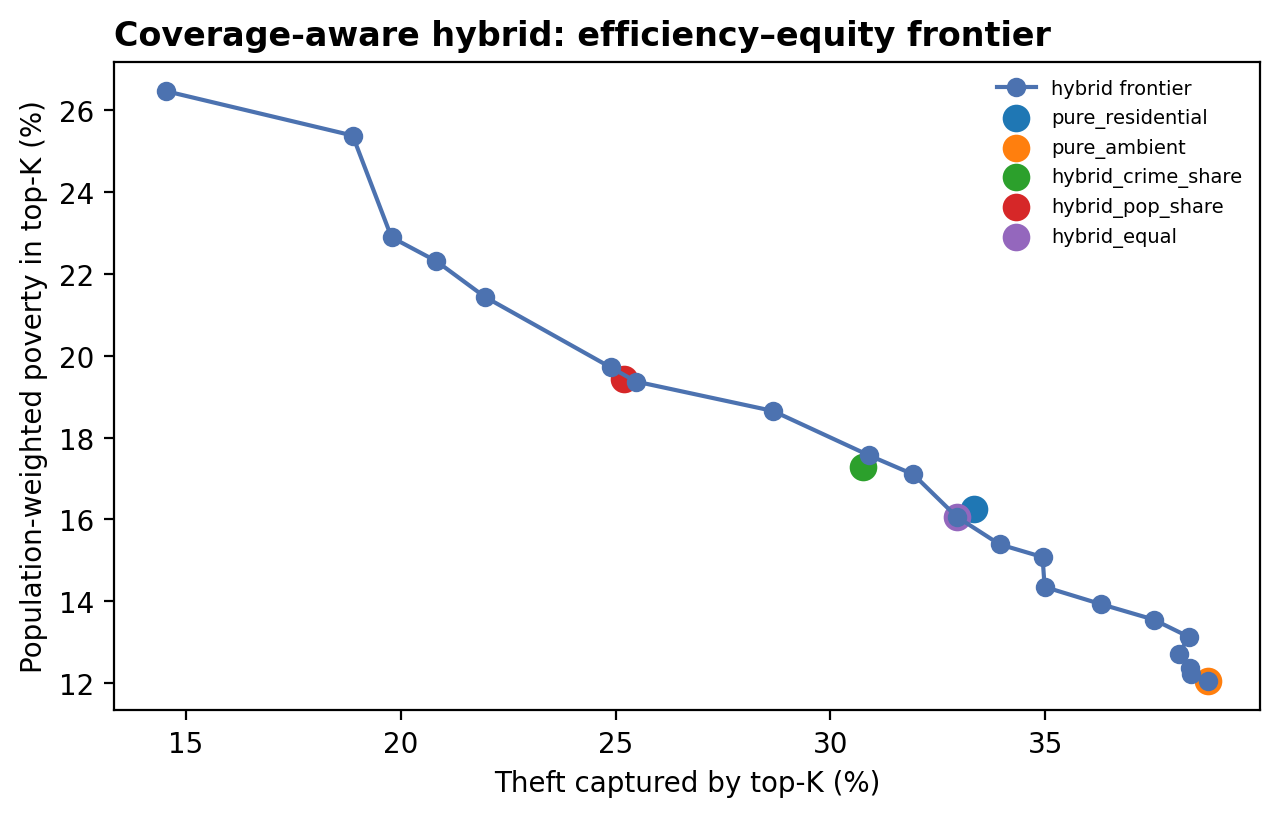 Coverage-aware hybrid: efficiency–equity frontier
Population-weighted poverty in top-K (%)
26
24
22
20
18
16
14
12
hybrid frontier
pure_residential
pure_ambient
hybrid_crime_share
hybrid_pop_share
hybrid_equal
15 20 25 30 35
Theft captured by top-K (%)